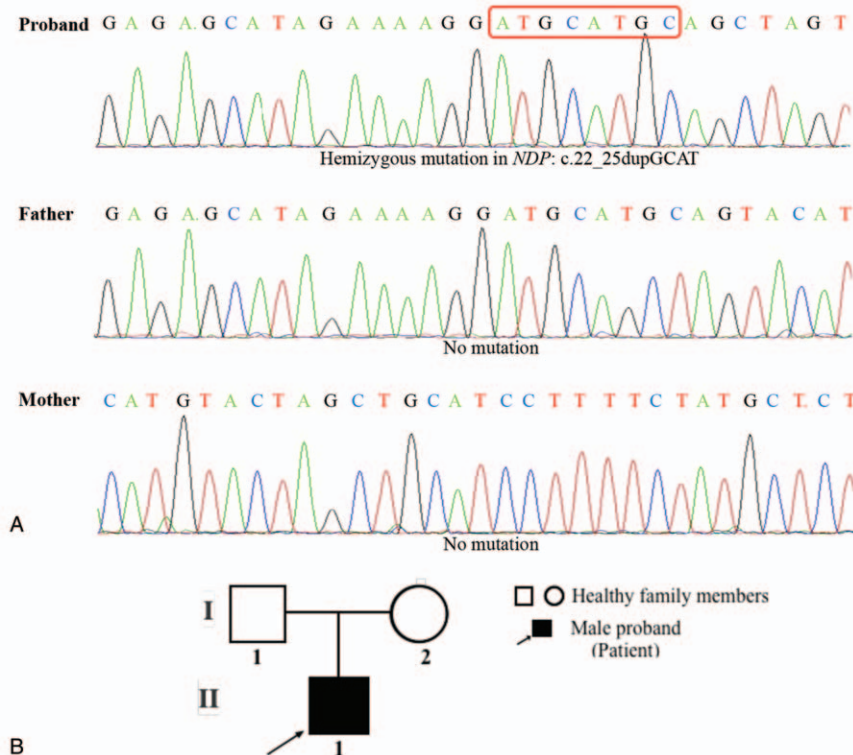 Proband G A G A.G C A T A G A A A A G G A T G C A T G C A G C T A G T
Hemizygous mutation in NDP: c.22_25dupGCAT
Father G A G A.G C A T A G A A A A G G A T G C A T G C A G T A C A T
No mutation
Mother C A T G T A C T A G C T G C A T C C T T T T C T A T G C T.C T
A
No mutation
I
1
2
Healthy family members
Male proband
(Patient)
II
1
B